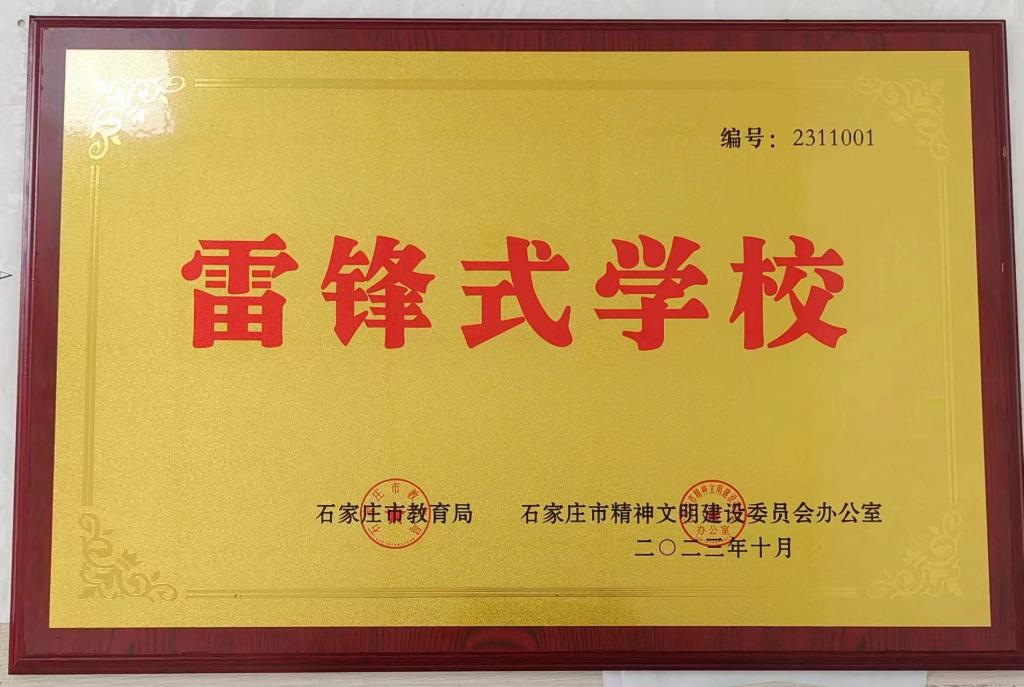 编号：2311001
雷锋式学校
石家庄市教育局 石家庄市精神文明建设委员会办公室
二〇二三年十月